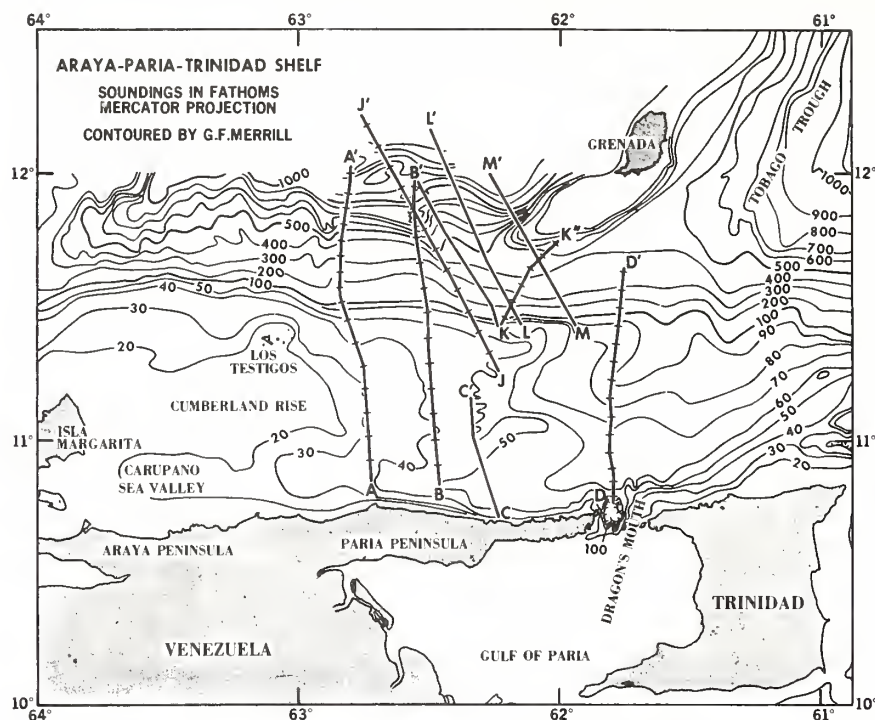 64°
63°
62°
61°
ARAYA-PARIA-TRINIDAD SHELF
SOUNDINGS IN FATHOMS
MERCATOR PROJECTION
CONTOURED BY G.F.MERRILL
J'
L'
A'
B'
M'
GRENADA
TOBAGO TROUGH
12°
12°
1000
1000
900
800
700
600
500
400
300
200
100
90
80
70
60
50
40
30
20
500
400
300
200
100
50
40
30
20
K"
D'
K
L
M
J
C'
LOS
TESTIGOS
CUMBERLAND RISE
ISLA
MARGARITA
11°
11°
20
30
40
50
CARUPANO
SEA VALLEY
A
B
C
D
100
ARAYA PENINSULA
PARIA PENINSULA
DRAGON'S MOUTH
TRINIDAD
VENEZUELA
GULF OF PARIA
10°
10°
64°
63°
62°
61°